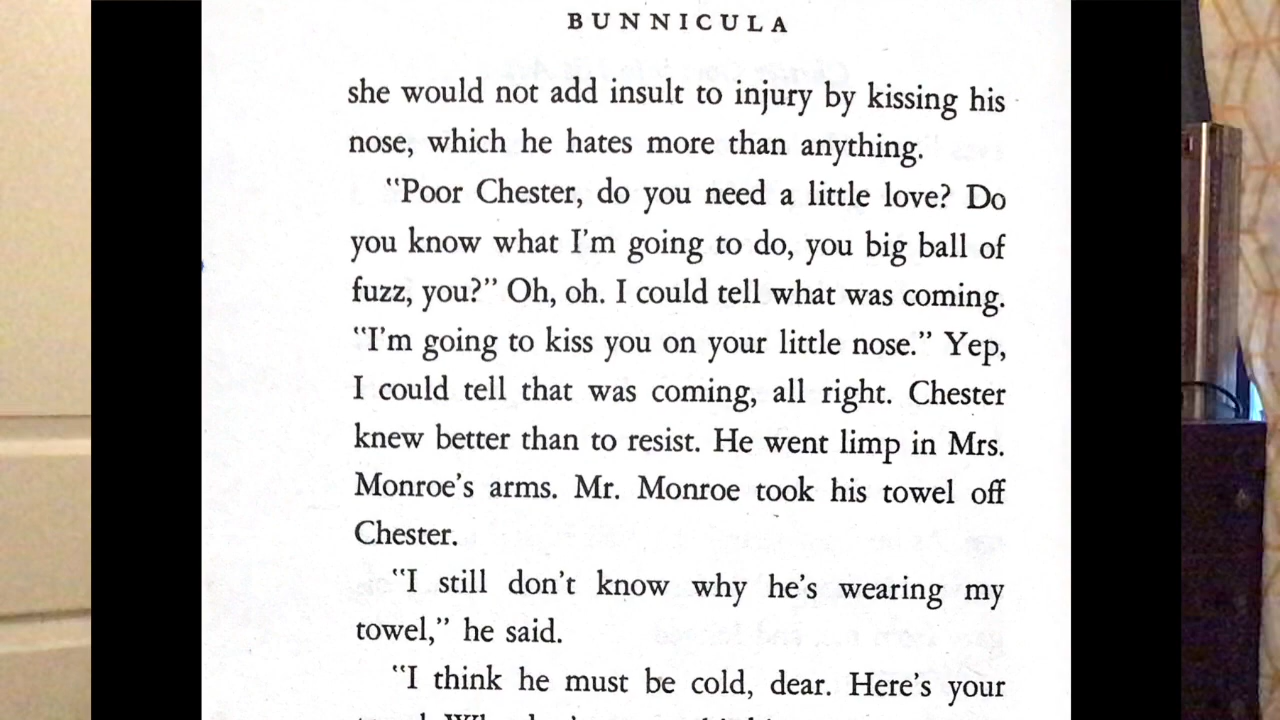 BUNNICULA
she would not add insult to injury by kissing his
nose, which he hates more than anything.
"Poor Chester, do you need a little love? Do
you know what I'm going to do, you big ball of
fuzz, you?" Oh, oh. I could tell what was coming.
"I'm going to kiss you on your little nose." Yep,
I could tell that was coming, all right. Chester
knew better than to resist. He went limp in Mrs.
Monroe's arms. Mr. Monroe took his towel off
Chester.
"I still don't know why he's wearing my
towel," he said.
"I think he must be cold, dear. Here's your